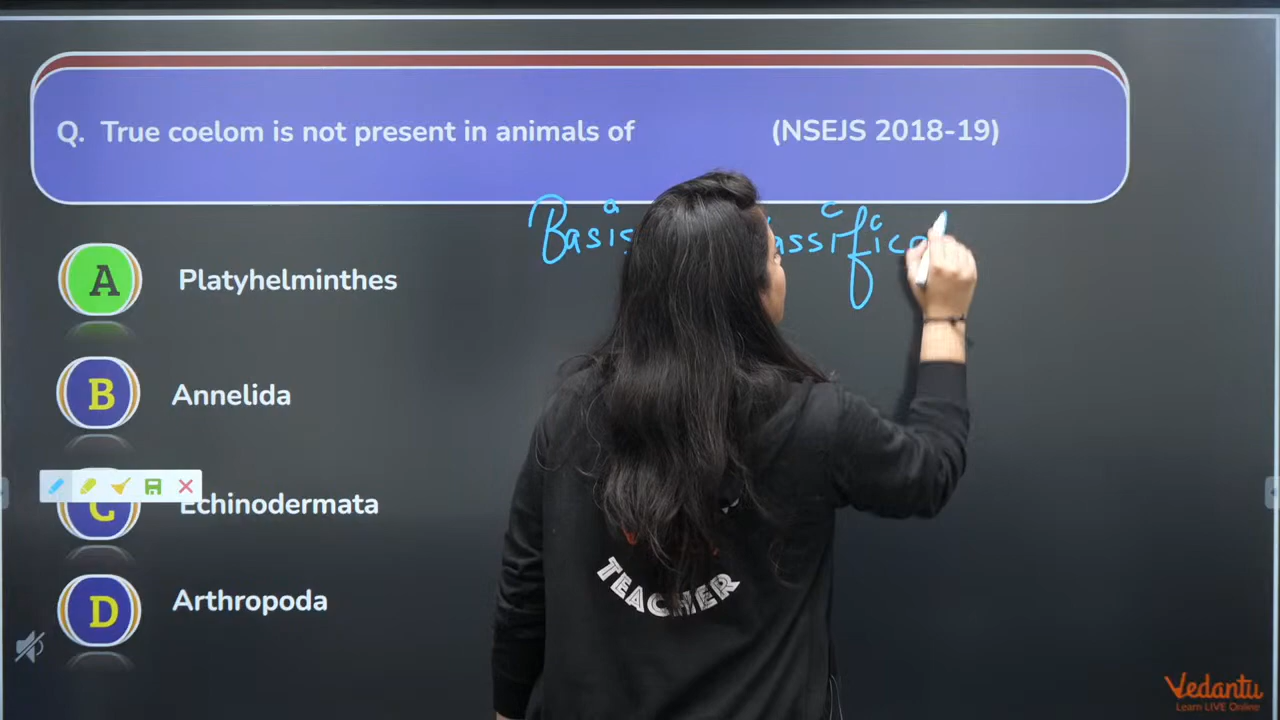 Q. True coelom is not present in animals of (NSEJS 2018-19)
Basis
A Platyhelminthes
B Annelida
C Echinodermata
D Arthropoda
TEACHER
Vedantu
Learn LIVE Online